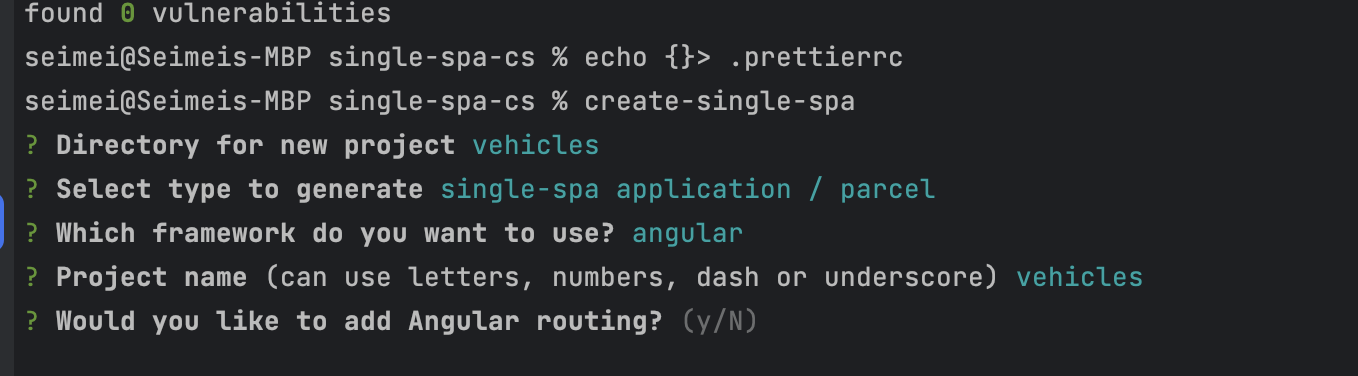 found 0 vulnerabilities
seimei@Seimeis-MBP single-spa-cs % echo {}> .prettierrc
seimei@Seimeis-MBP single-spa-cs % create-single-spa
? Directory for new project vehicles
? Select type to generate single-spa application / parcel
? Which framework do you want to use? angular
? Project name (can use letters, numbers, dash or underscore) vehicles
? Would you like to add Angular routing? (y/N)